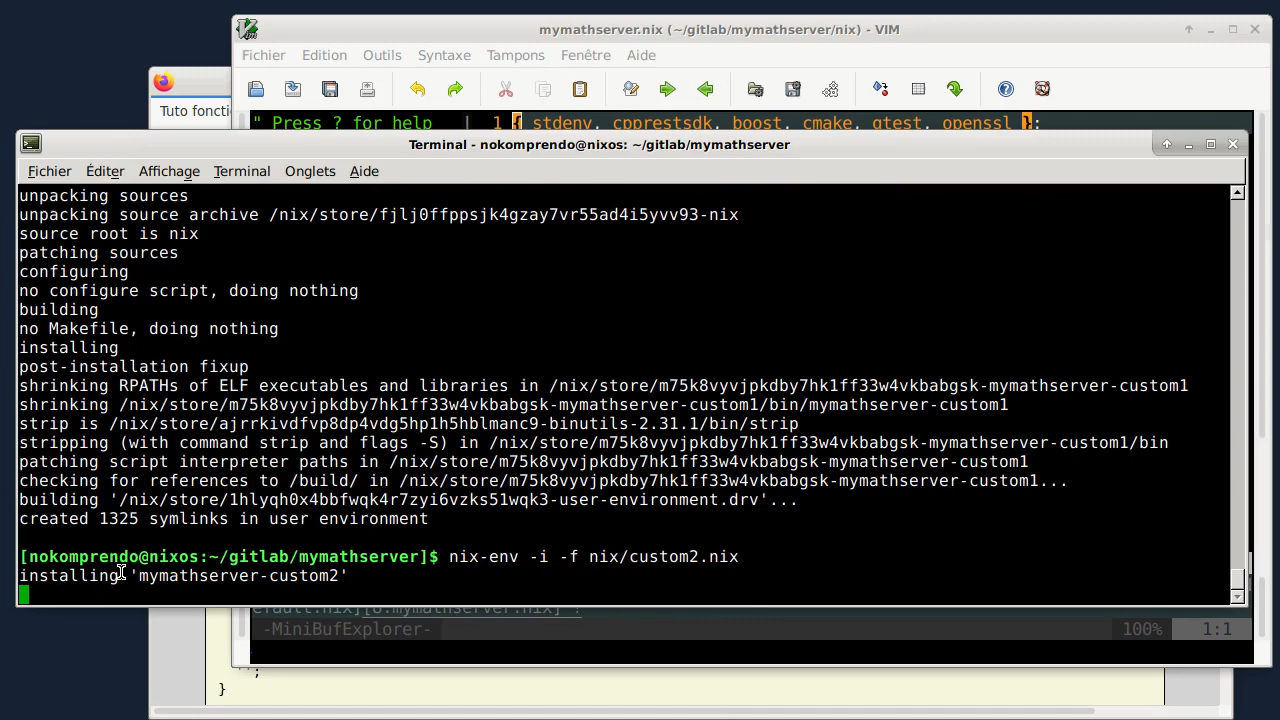 mymathserver.nix (~/gitlab/mymathserver/nix) - VIM
Fichier Edition Outils Syntaxe Tampons Fenêtre Aide
Tuto foncti
" Press ? for help | 1 { stdenv, cpprestsdk, boost, cmake, gtest, openssl }:
Terminal - nokomprendo@nixos: ~/gitlab/mymathserver
Fichier Éditer Affichage Terminal Onglets Aide
unpacking sources
unpacking source archive /nix/store/fjlj0ffppsjk4gzay7vr55ad4i5yvv93-nix
source root is nix
patching sources
configuring
no configure script, doing nothing
building
no Makefile, doing nothing
installing
post-installation fixup
shrinking RPATHs of ELF executables and libraries in /nix/store/m75k8vyvjpkdby7hk1ff33w4vkbabgsk-mymathserver-custom1
shrinking /nix/store/m75k8vyvjpkdby7hk1ff33w4vkbabgsk-mymathserver-custom1/bin/mymathserver-custom1
strip is /nix/store/ajrrkivdfvp8dp4vdg5hp1h5hblmanc9-binutils-2.31.1/bin/strip
stripping (with command strip and flags -S) in /nix/store/m75k8vyvjpkdby7hk1ff33w4vkbabgsk-mymathserver-custom1/bin
patching script interpreter paths in /nix/store/m75k8vyvjpkdby7hk1ff33w4vkbabgsk-mymathserver-custom1
checking for references to /build/ in /nix/store/m75k8vyvjpkdby7hk1ff33w4vkbabgsk-mymathserver-custom1...
building '/nix/store/1hlyqh0x4bbfwqk4r7zyi6vzks51wqk3-user-environment.drv'...
created 1325 symlinks in user environment
[nokomprendo@nixos:~/gitlab/mymathserver]$ nix-env -i -f nix/custom2.nix
installing 'mymathserver-custom2'
efault.nix][6:mymathserver.nix]*!
-MiniBufExplorer- 100% 1:1
'';
}